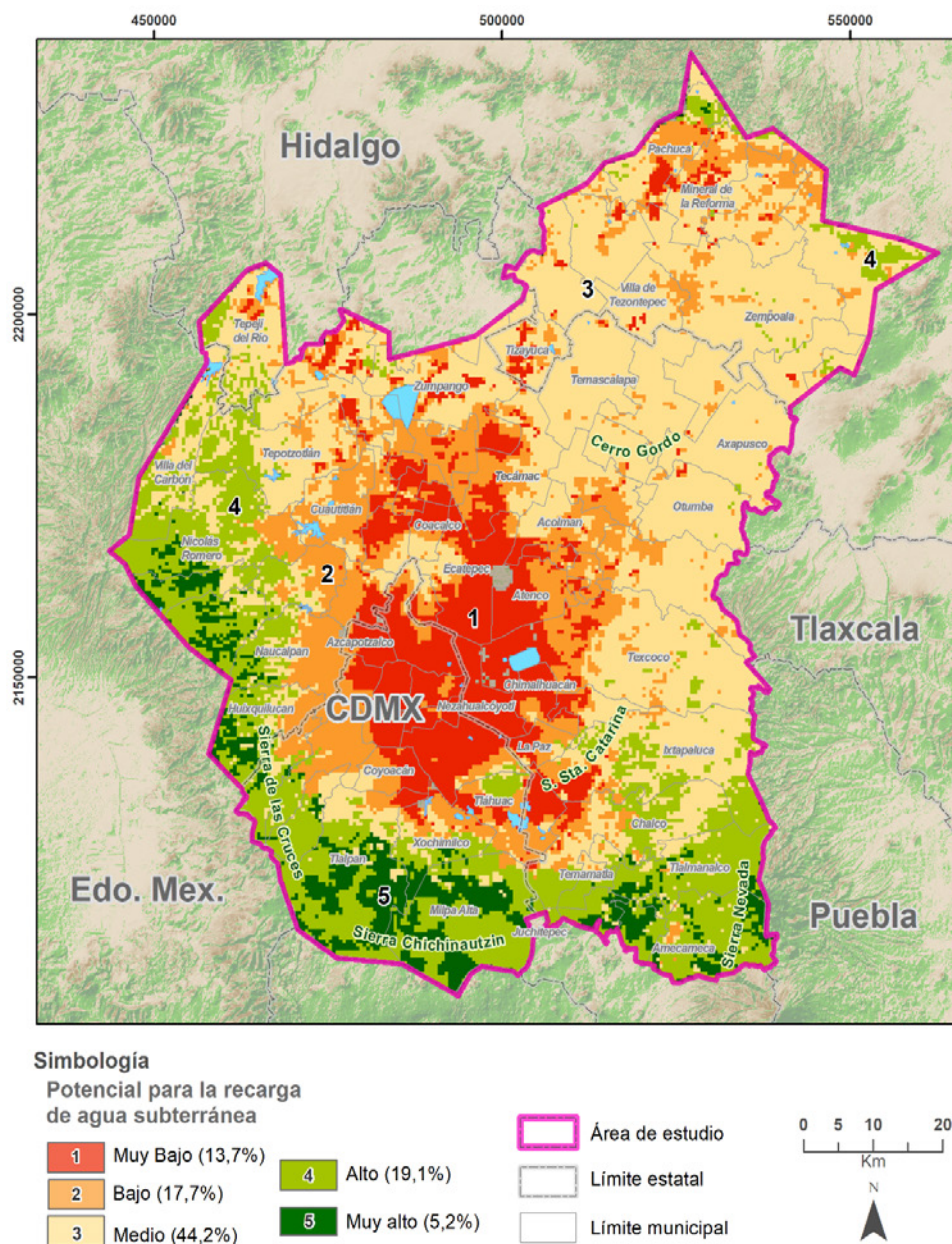 450000
500000
550000
2200000
2150000
Hidalgo
Pachuca
Mineral de
la Reforma
4
3
Villa de
Tezontepec
Zempoala
Tepeji
del Río
Tizayuca
Zumpango
Temascalapa
Cerro Gordo
Axapusco
Villa del
Carbón
Tepotzotlán
Tecámac
Otumba
4
Cuautitlán
Coacalco
Acolman
Nicolás
Romero
2
Ecatepec
Atenco
1
Tlaxcala
Azcapotzalco
Naucalpan
Texcoco
Chimalhuacán
Huixquilucan
CDMX
Nezahualcoyotl
La Paz
S. Sta. Catarina
Ixtapaluca
Sierra de las Cruces
Coyoacán
Tláhuac
Chalco
Xochimilco
Tlalpan
Temamatla
Tlalmanalco
Edo. Mex.
5
Milpa Alta
Puebla
Sierra Chichinautzin
Juchitepec
Amecameca
Sierra Nevada
Simbología
Potencial para la recarga
de agua subterránea
1 Muy Bajo (13,7%)
2 Bajo (17,7%)
3 Medio (44,2%)
4 Alto (19,1%)
5 Muy alto (5,2%)
Área de estudio
Límite estatal
Límite municipal
0 10 20
Km
N